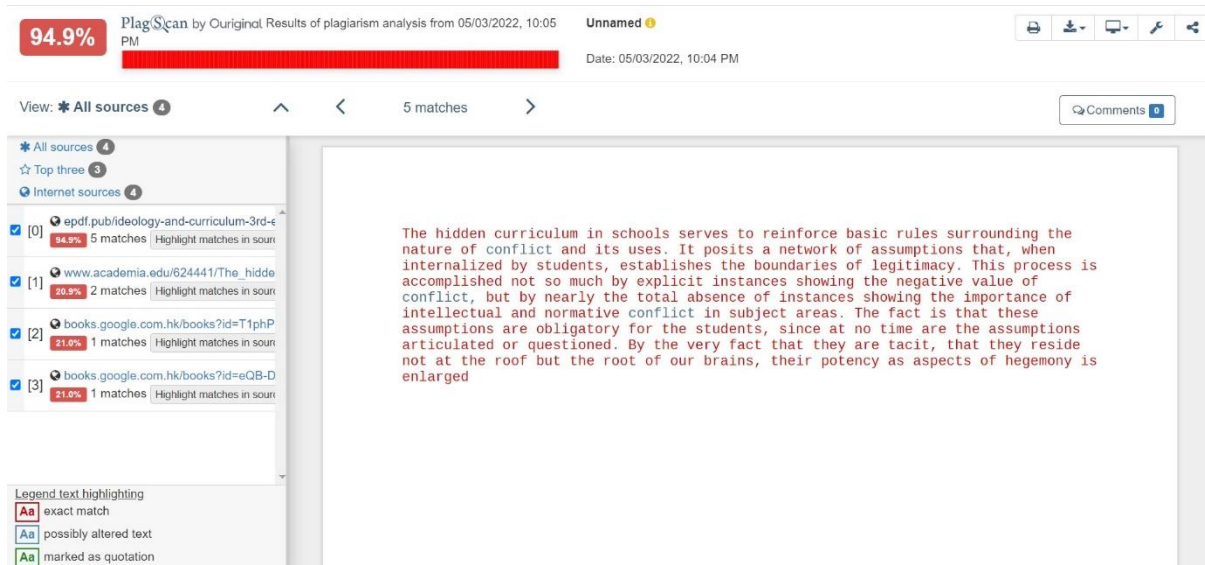 94.9%
PlagScan by Ouriginal Results of plagiarism analysis from 05/03/2022, 10:05
PM
Unnamed
Date: 05/03/2022, 10:04 PM
View: ✱ All sources 4
5 matches
Comments 0
All sources 4
Top three 3
Internet sources 4
[0] epdf.pub/ideology-and-curriculum-3rd-e
94.9% 5 matches Highlight matches in sour
[1] www.academia.edu/624441/The_hidde
20.9% 2 matches Highlight matches in sour
[2] books.google.com.hk/books?id=T1phP
21.0% 1 matches Highlight matches in sour
[3] books.google.com.hk/books?id=eQB-D
21.0% 1 matches Highlight matches in sour
Legend text highlighting
Aa exact match
Aa possibly altered text
Aa marked as quotation
The hidden curriculum in schools serves to reinforce basic rules surrounding the
nature of conflict and its uses. It posits a network of assumptions that, when
internalized by students, establishes the boundaries of legitimacy. This process is
accomplished not so much by explicit instances showing the negative value of
conflict, but by nearly the total absence of instances showing the importance of
intellectual and normative conflict in subject areas. The fact is that these
assumptions are obligatory for the students, since at no time are the assumptions
articulated or questioned. By the very fact that they are tacit, that they reside
not at the roof but the root of our brains, their potency as aspects of hegemony is
enlarged